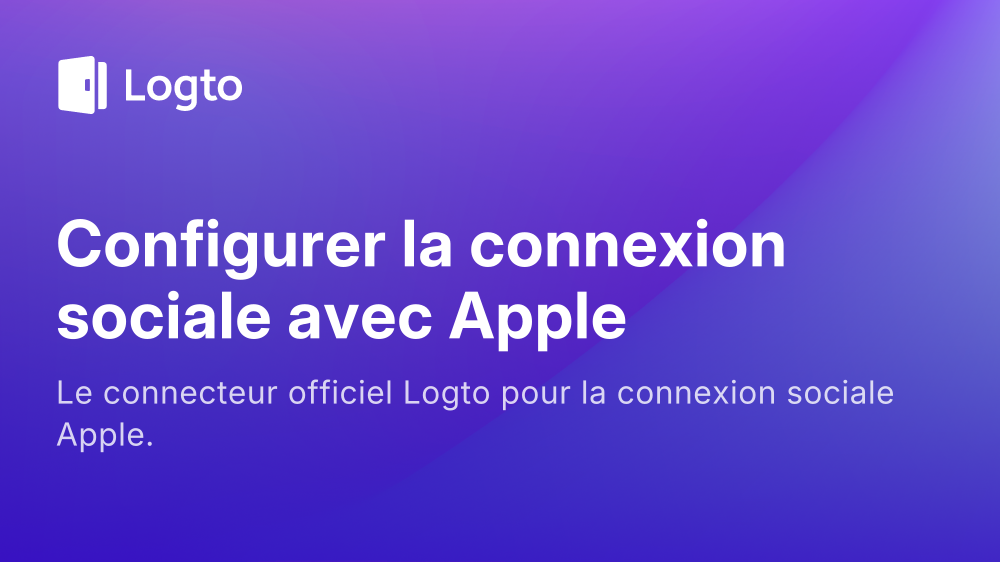 Logto
Configurer la connexion
sociale avec Apple
Le connecteur officiel Logto pour la connexion sociale
Apple.